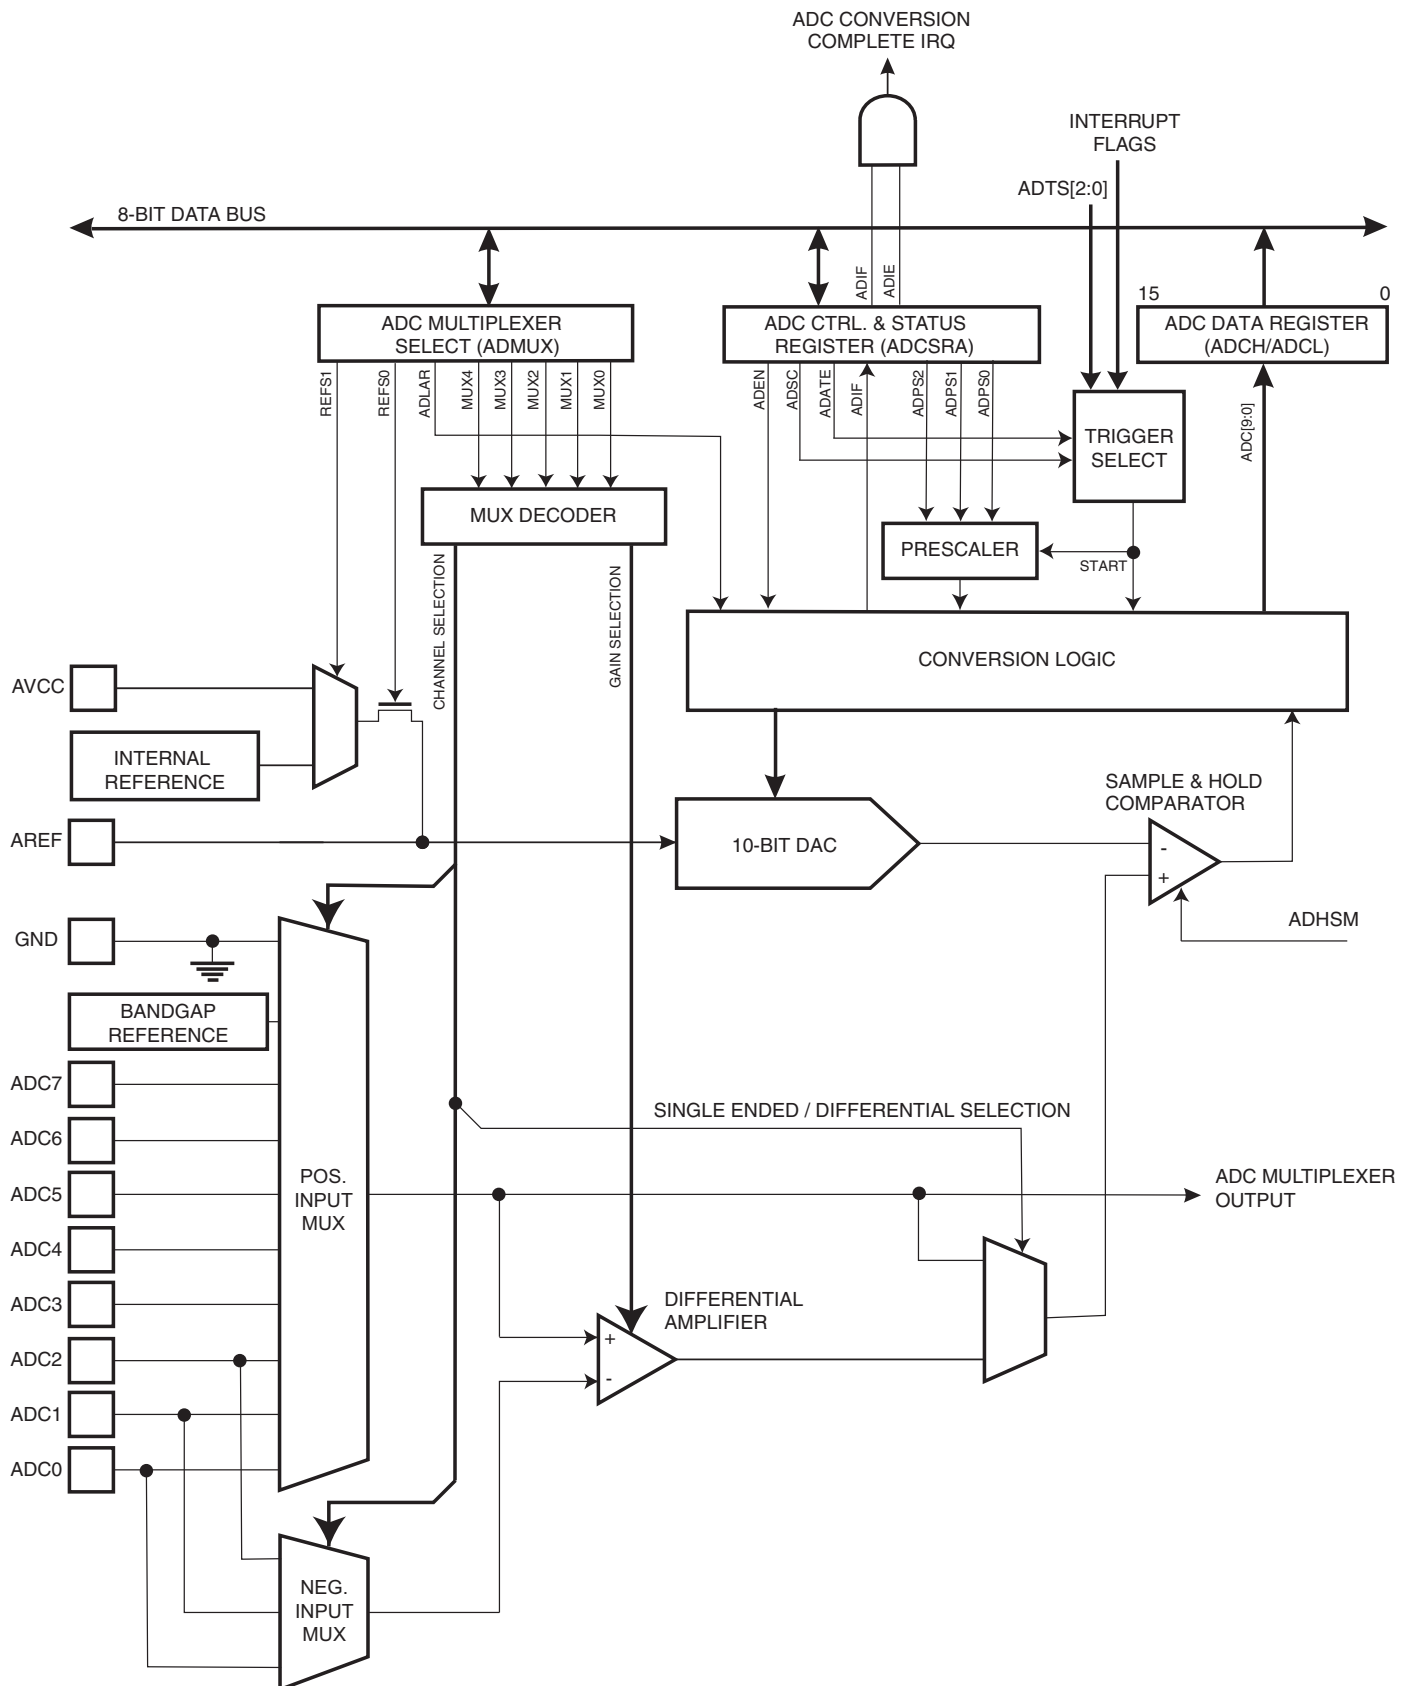 ADC CONVERSION
COMPLETE IRQ
INTERRUPT
FLAGS
ADTS[2:0]
8-BIT DATA BUS
ADIF
ADIE
15
0
ADC MULTIPLEXER
SELECT (ADMUX)
ADC CTRL. & STATUS
REGISTER (ADCSRA)
ADC DATA REGISTER
(ADCH/ADCL)
REFS1
REFS0
ADLAR
MUX4
MUX3
MUX2
MUX1
MUX0
ADEN
ADSC
ADATE
ADIF
ADPS2
ADPS1
ADPS0
ADC[9:0]
TRIGGER
SELECT
MUX DECODER
PRESCALER
START
CHANNEL SELECTION
GAIN SELECTION
CONVERSION LOGIC
AVCC
INTERNAL
REFERENCE
SAMPLE & HOLD
COMPARATOR
AREF
10-BIT DAC
-
+
ADHSM
GND
BANDGAP
REFERENCE
ADC7
ADC6
ADC5
ADC4
ADC3
ADC2
ADC1
ADC0
POS.
INPUT
MUX
SINGLE ENDED / DIFFERENTIAL SELECTION
ADC MULTIPLEXER
OUTPUT
DIFFERENTIAL
AMPLIFIER
+
-
NEG.
INPUT
MUX